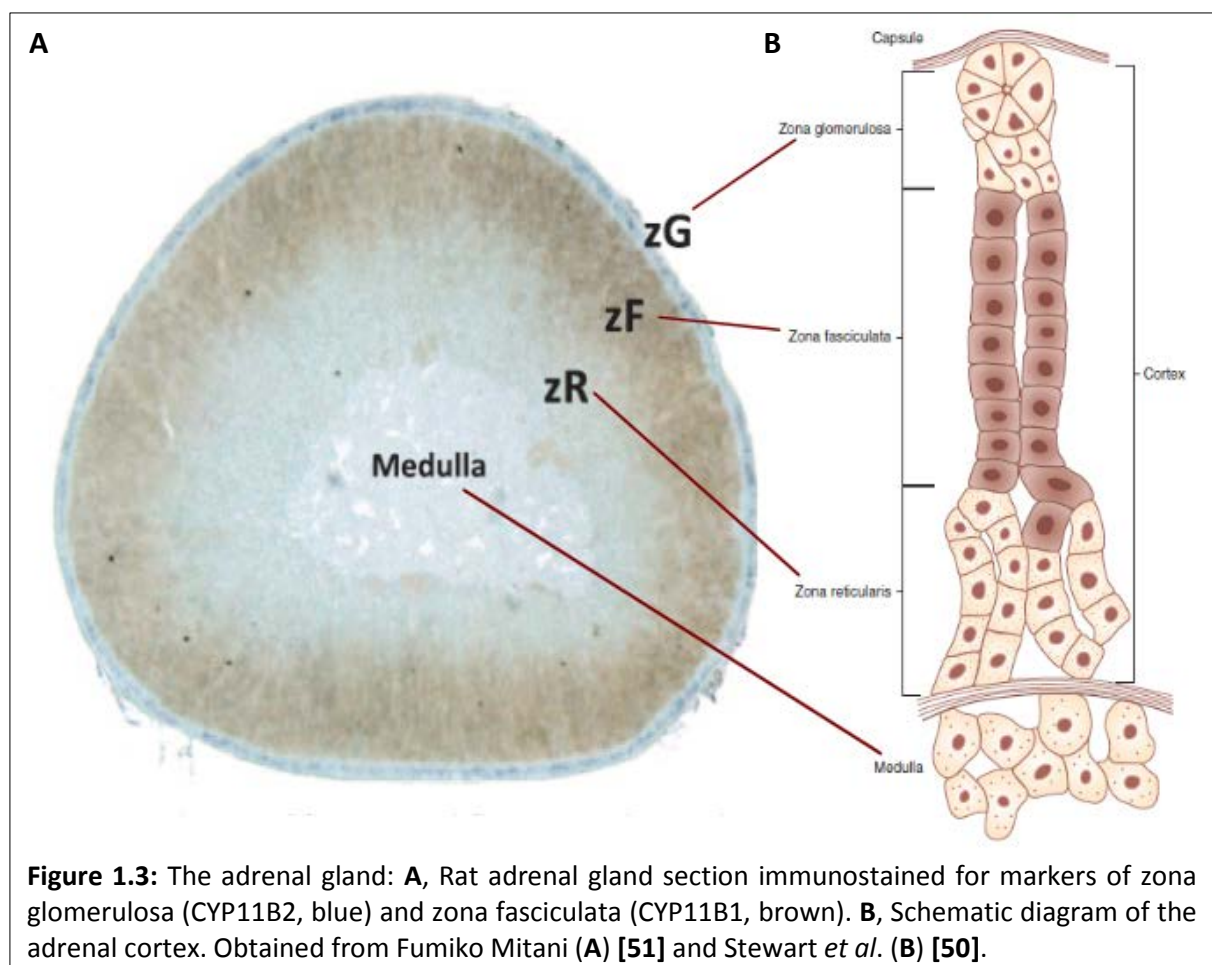 A
B
Capsule
Zona glomerulosa
zG
zF
Zona fasciculata
Cortex
zR
Medulla
Zona reticularis
Medulla
Figure 1.3: The adrenal gland: A, Rat adrenal gland section immunostained for markers of zona
glomerulosa (CYP11B2, blue) and zona fasciculata (CYP11B1, brown). B, Schematic diagram of the
adrenal cortex. Obtained from Fumiko Mitani (A) [51] and Stewart et al. (B) [50].